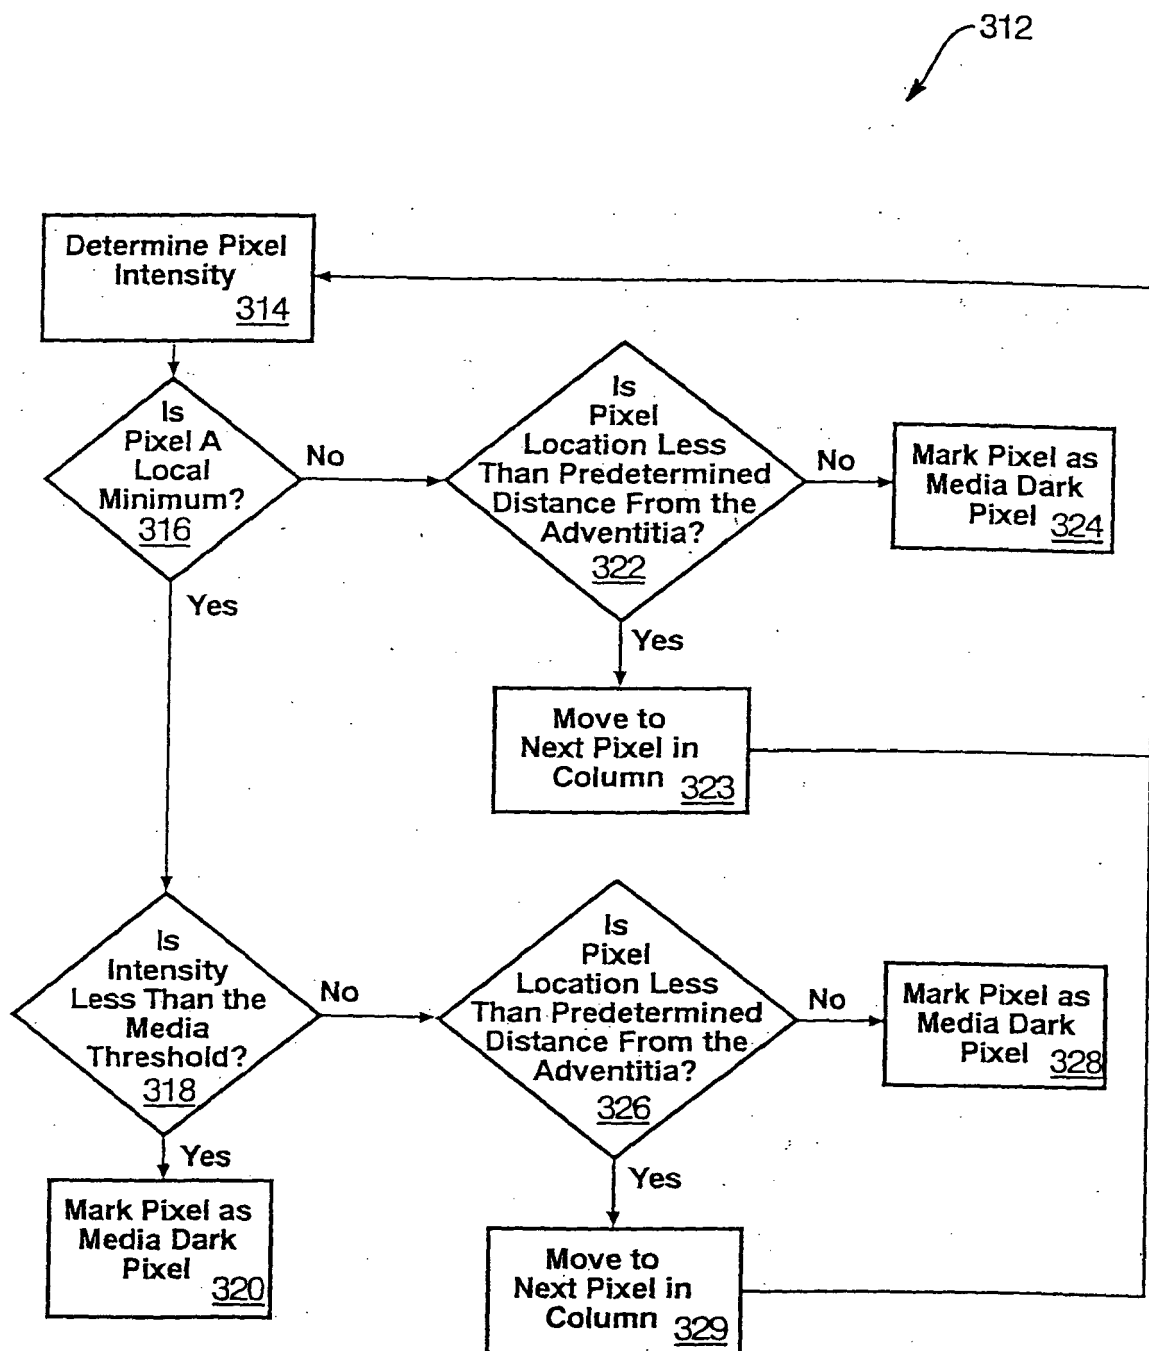 312
Determine Pixel
Intensity
314
Is
Pixel A
Local
Minimum?
316
No
Yes
Is
Pixel
Location Less
Than Predetermined
Distance From the
Adventitia?
322
No
Yes
Mark Pixel as
Media Dark
Pixel 324
Move to
Next Pixel in
Column 323
Is
Intensity
Less Than the
Media
Threshold?
318
No
Yes
Is
Pixel
Location Less
Than Predetermined
Distance From the
Adventitia?
326
No
Yes
Mark Pixel as
Media Dark
Pixel 328
Mark Pixel as
Media Dark
Pixel 320
Move to
Next Pixel in
Column 329